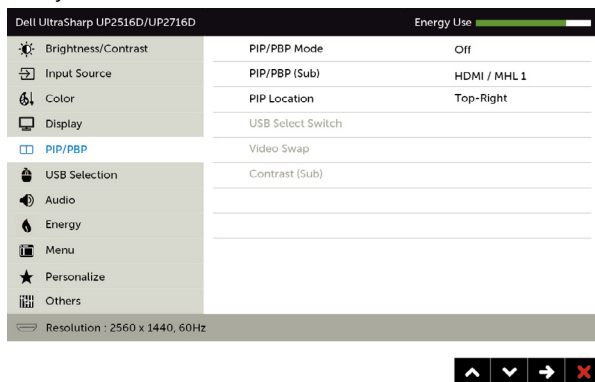 Dell UltraSharp UP2516D/UP2716D Energy Use
Brightness/Contrast PIP/PBP Mode Off
Input Source PIP/PBP (Sub) HDMI / MHL 1
Color PIP Location Top-Right
Display USB Select Switch
PIP/PBP Video Swap
USB Selection Contrast (Sub)
Audio
Energy
Menu
Personalize
Others
Resolution : 2560 x 1440, 60Hz